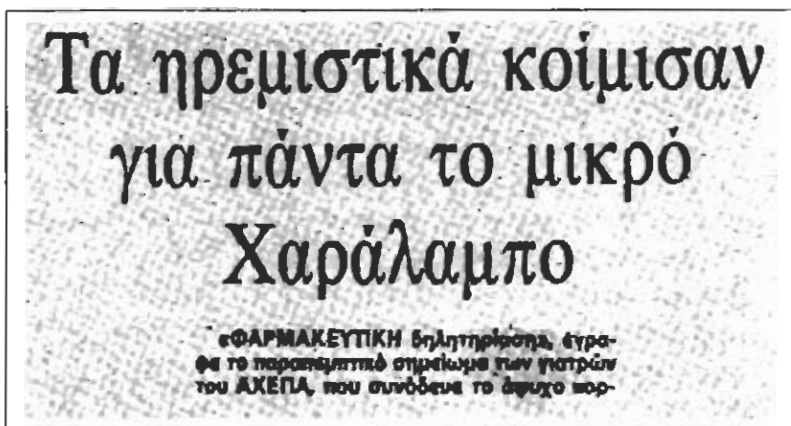 Τα ηρεμιστικά κοίμισαν
για πάντα το μικρό
Χαράλαμπο
«ΦΑΡΜΑΚΕΥΤΙΚΗ δηλητηρίαση», έγρα-
φε το παραπεμπτικό σημείωμα των γιατρών
του ΑΧΕΠΑ, που συνόδευε το άψυχο κορ-